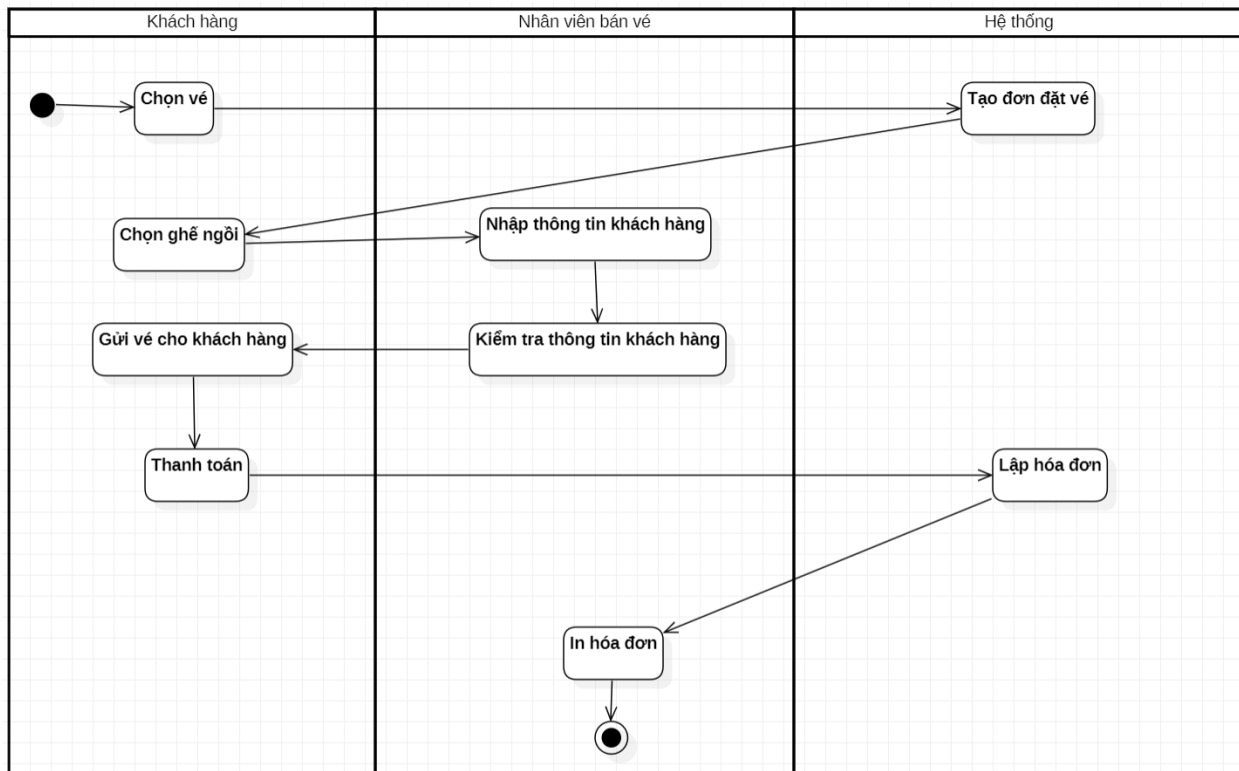 Khách hàng
Nhân viên bán vé
Hệ thống
Chọn vé
Tạo đơn đặt vé
Chọn ghế ngồi
Nhập thông tin khách hàng
Gửi vé cho khách hàng
Kiểm tra thông tin khách hàng
Thanh toán
Lập hóa đơn
In hóa đơn